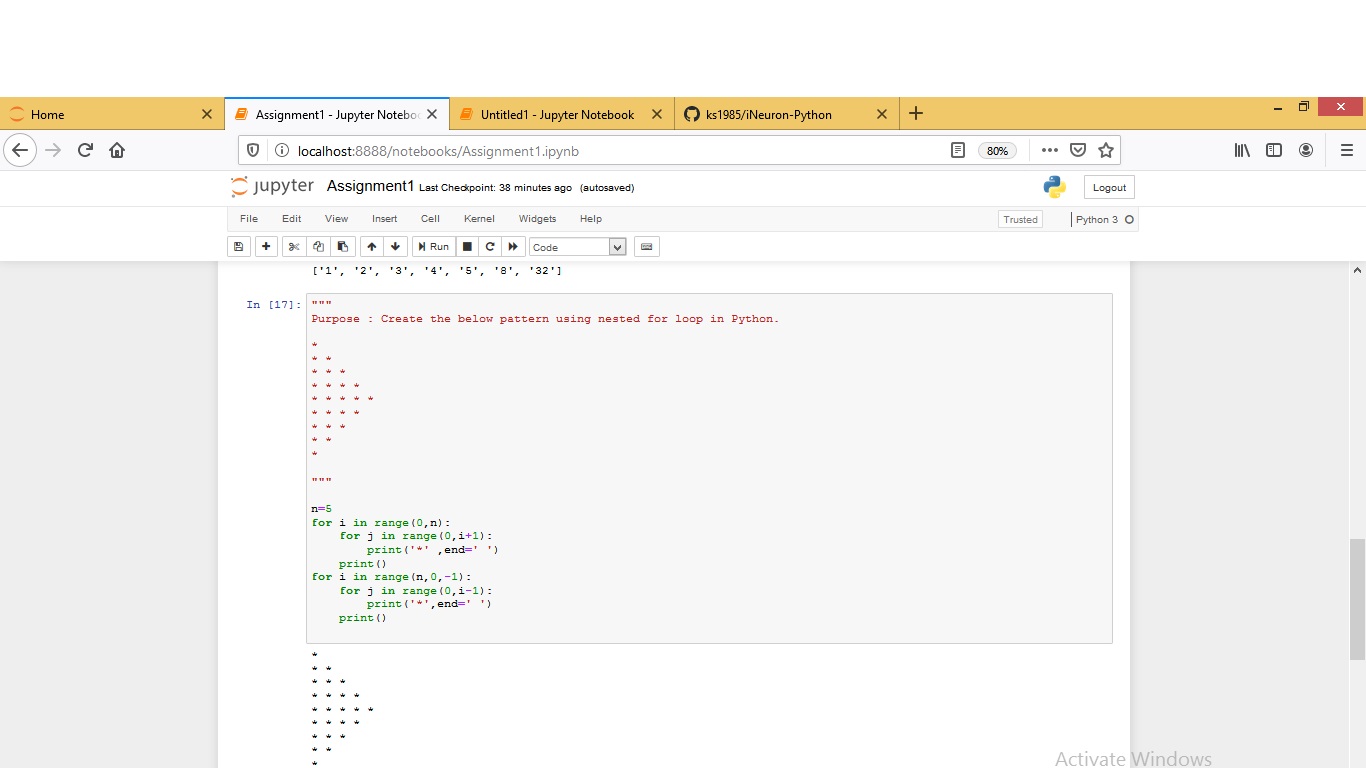 Home
Assignment1 - Jupyter Noteboo
Untitled1 - Jupyter Notebook
ks1985/iNeuron-Python
localhost:8888/notebooks/Assignment1.ipynb
80%
jupyter Assignment1 Last Checkpoint: 38 minutes ago (autosaved)
Logout
File Edit View Insert Cell Kernel Widgets Help
Trusted
Python 3
Run
Code
['1', '2', '3', '4', '5', '8', '32']
In [17]: """
Purpose : Create the below pattern using nested for loop in Python.
*
* *
* * *
* * * *
* * * * *
* * * *
* * *
* *
*
"""
n=5
for i in range(0,n):
    for j in range(0,i+1):
        print('*' ,end=' ')
    print()
for i in range(n,0,-1):
    for j in range(0,i-1):
        print('*',end=' ')
    print()
*
* *
* * *
* * * *
* * * * *
* * * *
* * *
* *
*
Activate Windows